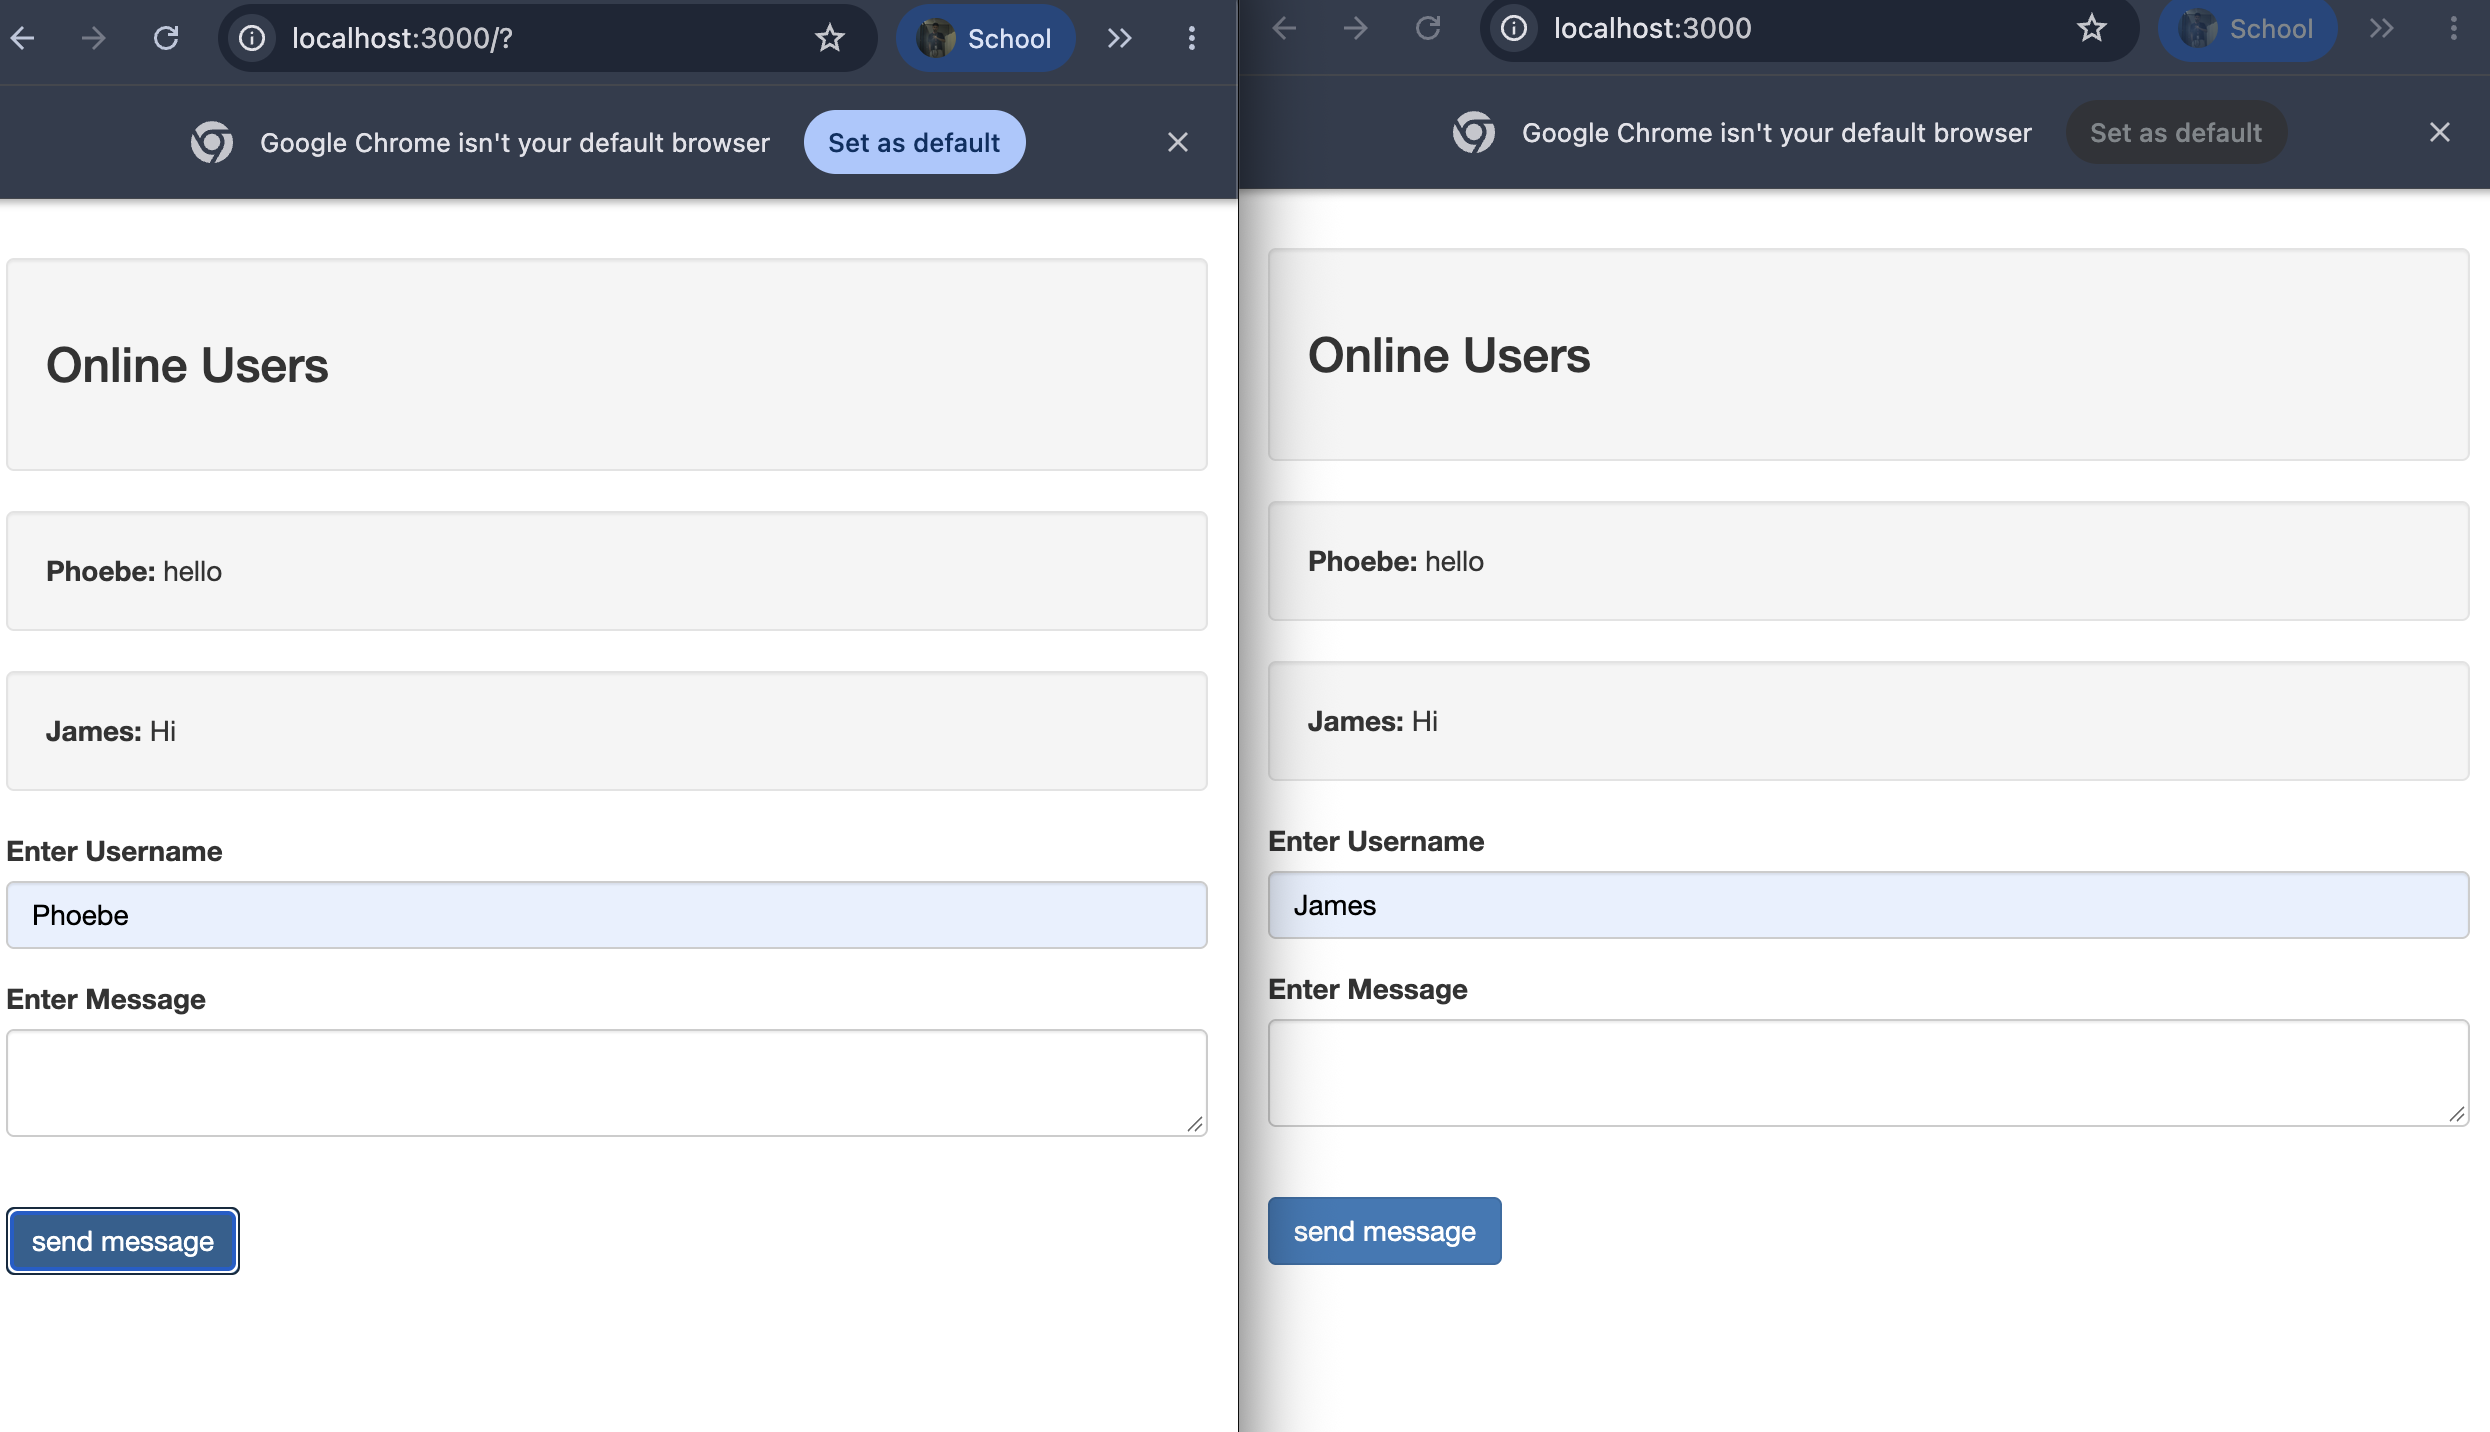 localhost:3000/?
School
Google Chrome isn't your default browser
Set as default
Online Users
Phoebe: hello
James: Hi
Enter Username
Phoebe
Enter Message
send message
localhost:3000
School
Google Chrome isn't your default browser
Set as default
Online Users
Phoebe: hello
James: Hi
Enter Username
James
Enter Message
send message